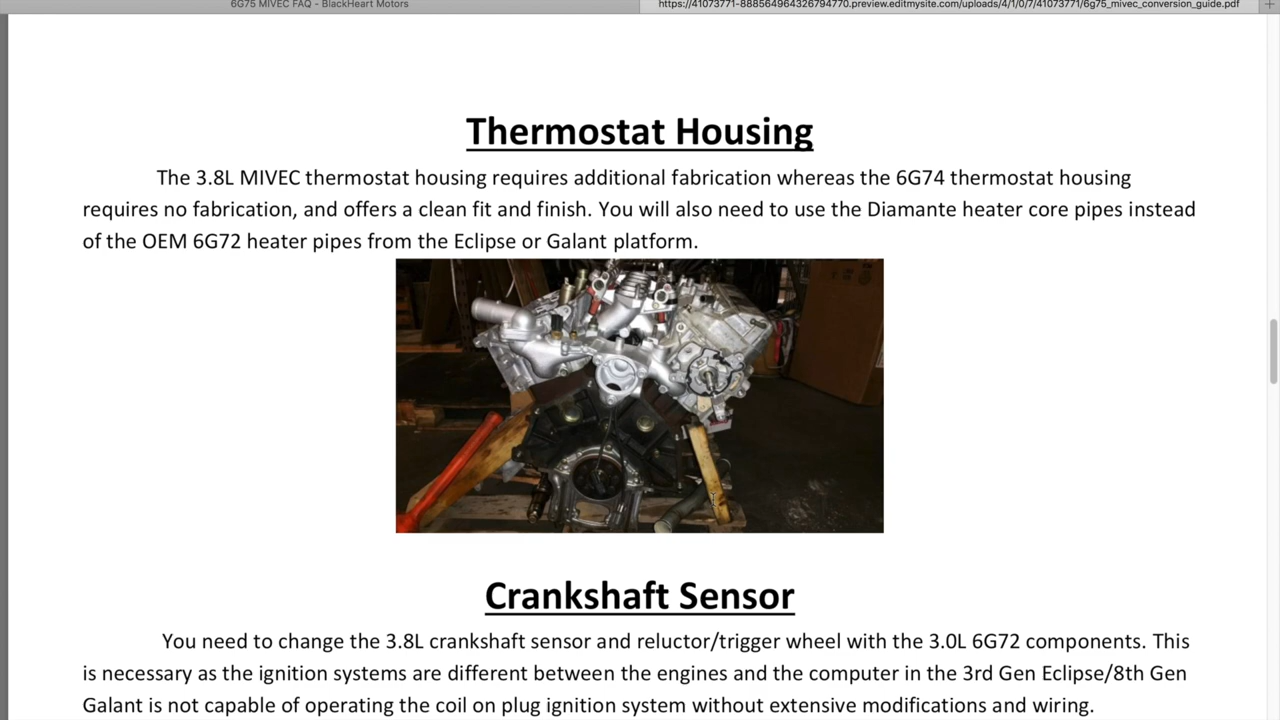 6G75 MIVEC FAQ - BlackHeart Motors
https://41073771-888564964326794770.preview.editmysite.com/uploads/4/1/0/7/41073771/6g75_mivec_conversion_guide.pdf
Thermostat Housing
The 3.8L MIVEC thermostat housing requires additional fabrication whereas the 6G74 thermostat housing
requires no fabrication, and offers a clean fit and finish. You will also need to use the Diamante heater core pipes instead
of the OEM 6G72 heater pipes from the Eclipse or Galant platform.
Crankshaft Sensor
You need to change the 3.8L crankshaft sensor and reluctor/trigger wheel with the 3.0L 6G72 components. This
is necessary as the ignition systems are different between the engines and the computer in the 3rd Gen Eclipse/8th Gen
Galant is not capable of operating the coil on plug ignition system without extensive modifications and wiring.